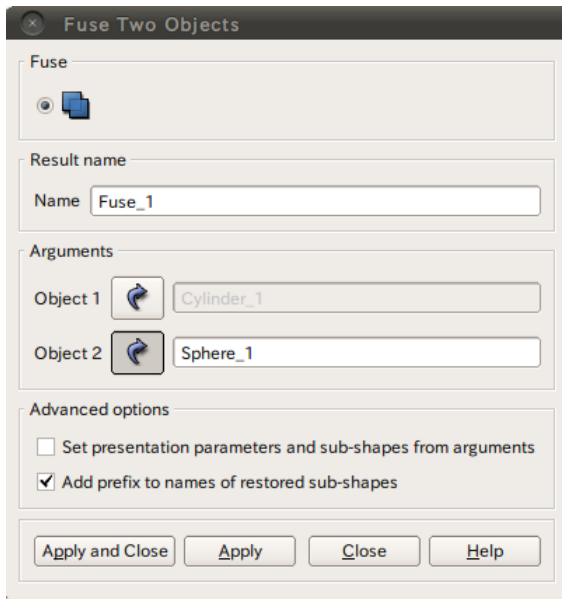 Fuse Two Objects
Fuse
Result name
Name Fuse_1
Arguments
Object 1 Cylinder_1
Object 2 Sphere_1
Advanced options
Set presentation parameters and sub-shapes from arguments
Add prefix to names of restored sub-shapes
Apply and Close Apply Close Help